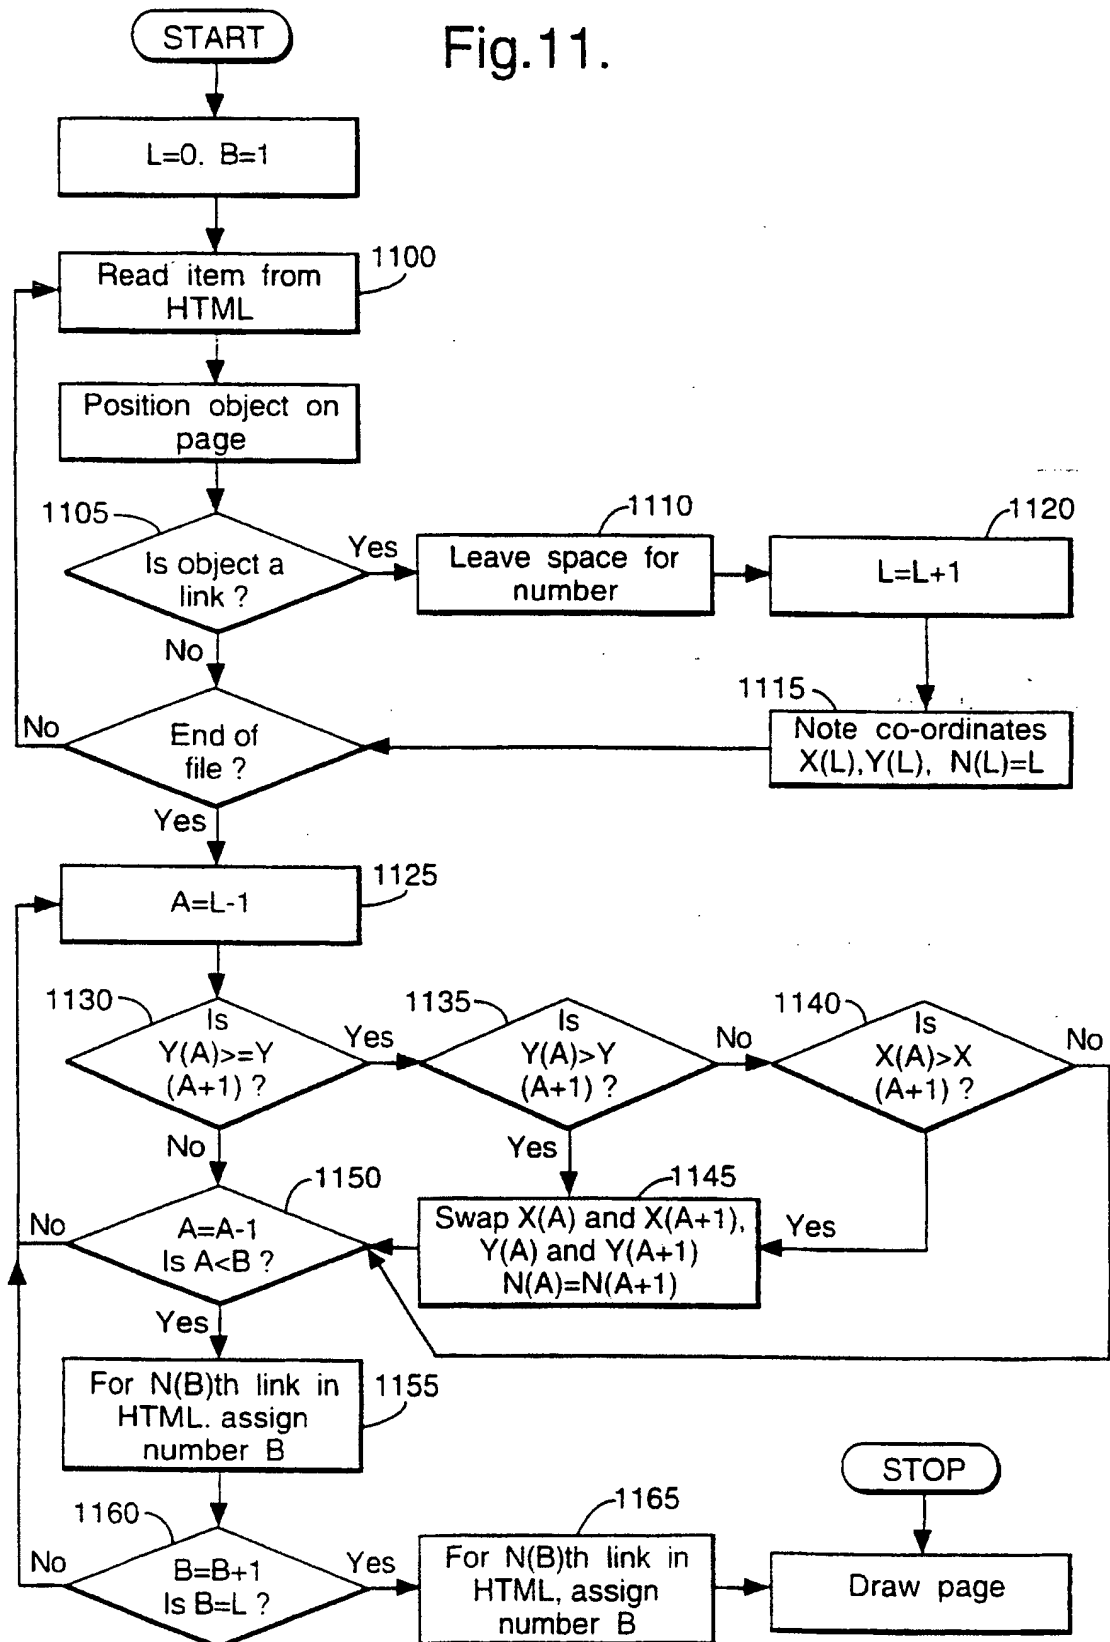 START
Fig.11.
L=0. B=1
1100
Read item from
HTML
Position object on
page
1105
Is object a
link ?
Yes
No
1110
Leave space for
number
1120
L=L+1
1115
Note co-ordinates
X(L),Y(L), N(L)=L
No
End of
file ?
Yes
1125
A=L-1
1130
Is
Y(A)>=Y
(A+1) ?
Yes
No
1135
Is
Y(A)>Y
(A+1) ?
No
Yes
1140
Is
X(A)>X
(A+1) ?
No
Yes
1145
Swap X(A) and X(A+1),
Y(A) and Y(A+1)
N(A)=N(A+1)
1150
No
A=A-1
Is A<B ?
Yes
1155
For N(B)th link in
HTML. assign
number B
1160
No
B=B+1
Is B=L ?
Yes
1165
For N(B)th link in
HTML, assign
number B
STOP
Draw page